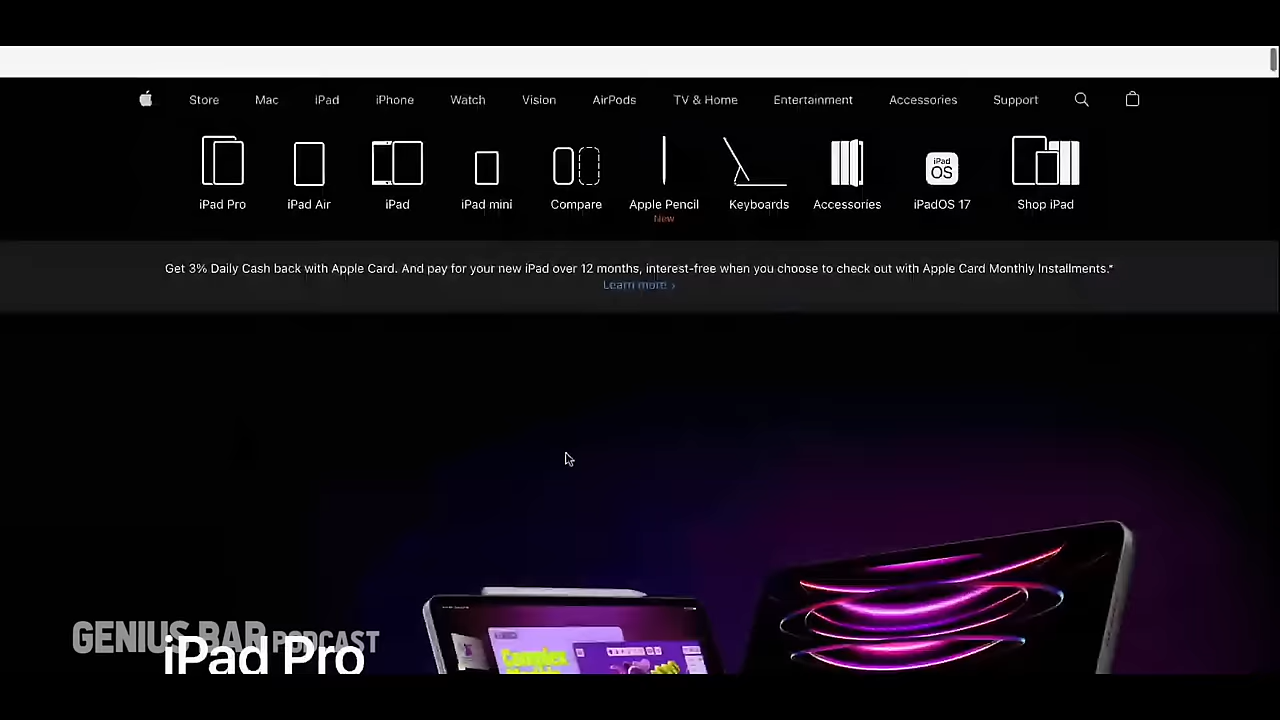 Store Mac iPad iPhone Watch Vision AirPods TV & Home Entertainment Accessories Support
iPad Pro iPad Air iPad iPad mini Compare Apple Pencil Keyboards Accessories iPadOS 17 Shop iPad
iPad
OS
New
Get 3% Daily Cash back with Apple Card. And pay for your new iPad over 12 months, interest-free when you choose to check out with Apple Card Monthly Installments.*
Learn more ›
GENIUS BAR PODCAST
iPad Pro